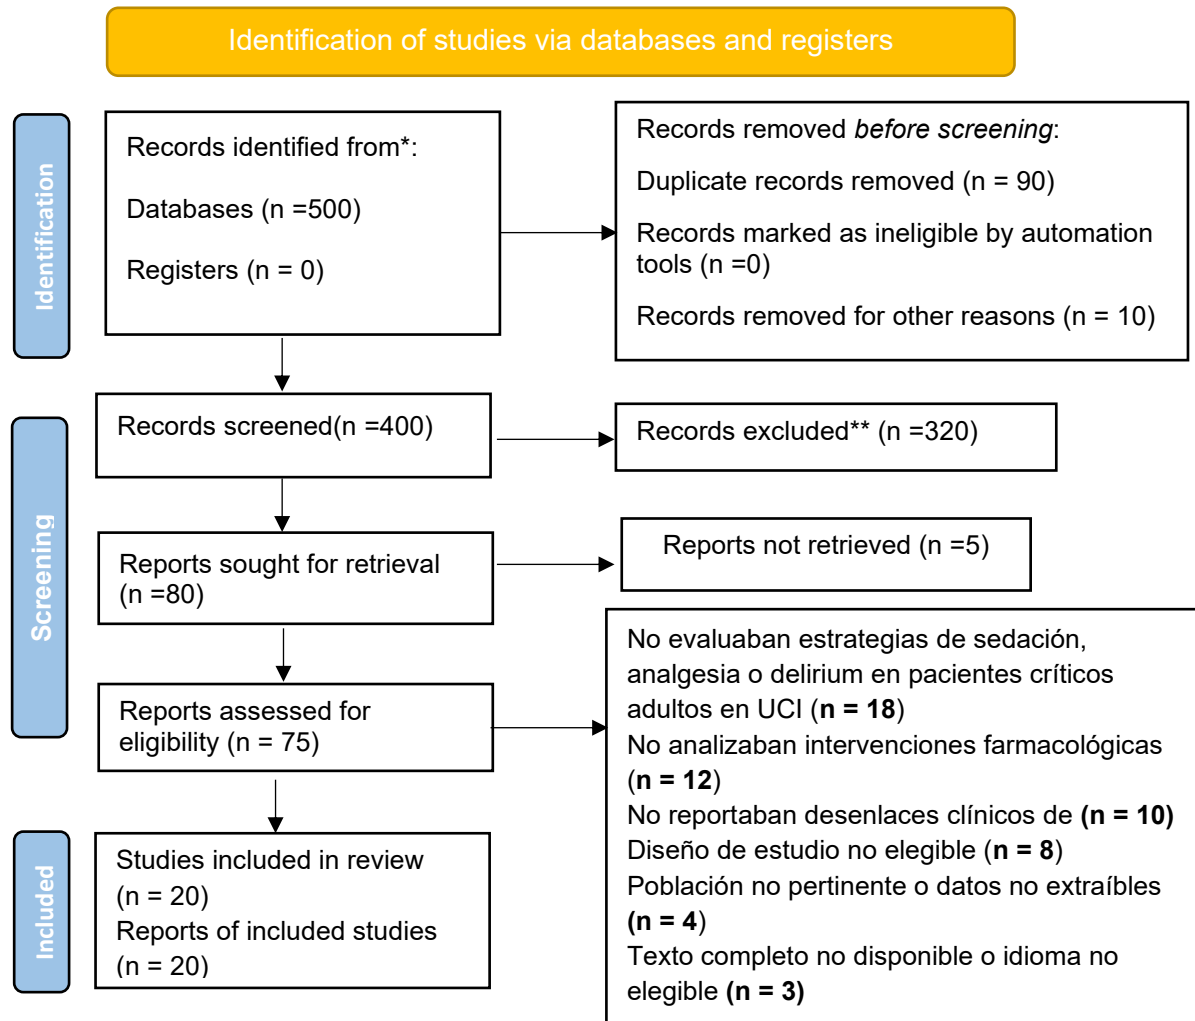 Identification of studies via databases and registers
Identification
Records identified from*:
Databases (n =500)
Registers (n = 0)
Records removed before screening:
Duplicate records removed (n = 90)
Records marked as ineligible by automation
tools (n =0)
Records removed for other reasons (n = 10)
Screening
Records screened(n =400)
Records excluded** (n =320)
Reports sought for retrieval
(n =80)
Reports not retrieved (n =5)
Reports assessed for
eligibility (n = 75)
No evaluaban estrategias de sedación,
analgesia o delirium en pacientes críticos
adultos en UCI (n = 18)
No analizaban intervenciones farmacológicas
(n = 12)
No reportaban desenlaces clínicos de (n = 10)
Diseño de estudio no elegible (n = 8)
Población no pertinente o datos no extraíbles
(n = 4)
Texto completo no disponible o idioma no
elegible (n = 3)
Included
Studies included in review
(n = 20)
Reports of included studies
(n = 20)